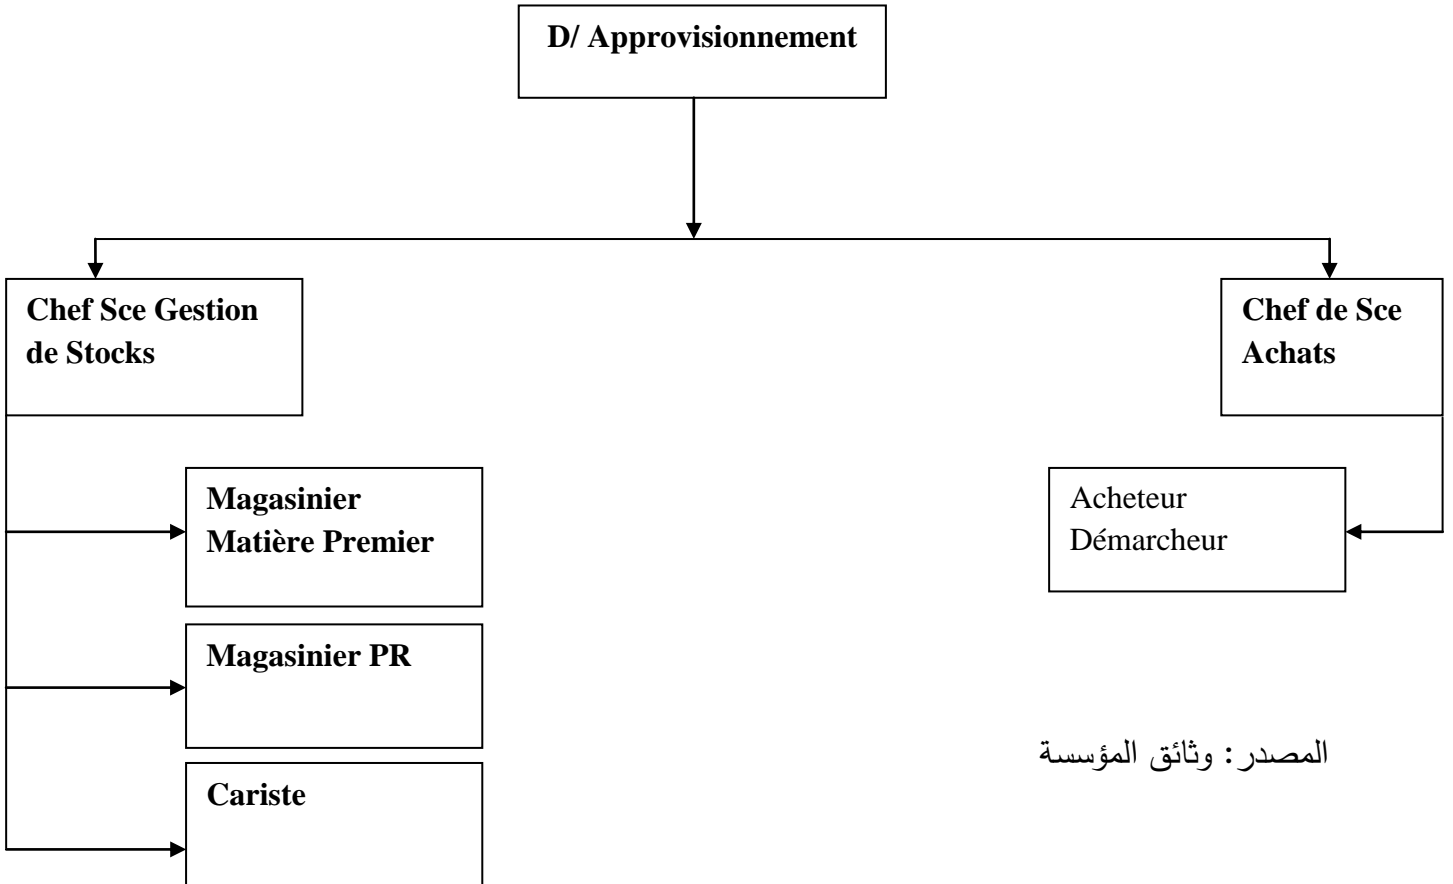 D/ Approvisionnement
Chef Sce Gestion
de Stocks
Chef de Sce
Achats
Magasinier
Matière Premier
Acheteur
Démarcheur
Magasinier PR
المصدر: وثائق المؤسسة
Cariste